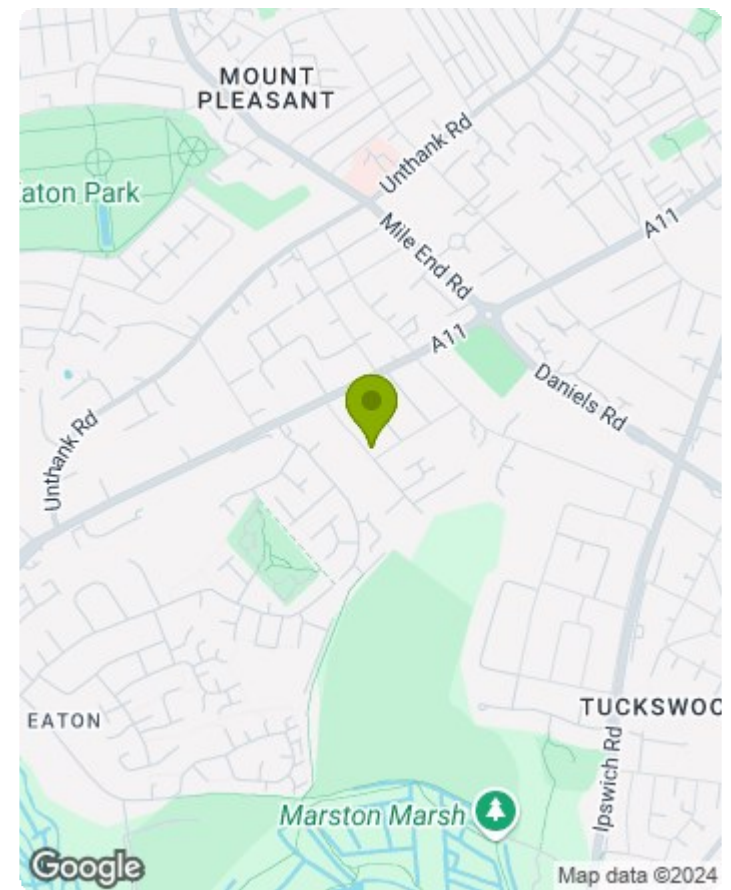 MOUNT
PLEASANT
Unthank Rd
aton Park
A11
Mile End Rd
A11
Daniels Rd
Unthank Rd
EATON
TUCKSWOO
Ipswich Rd
Marston Marsh
Google
Map data ©2024